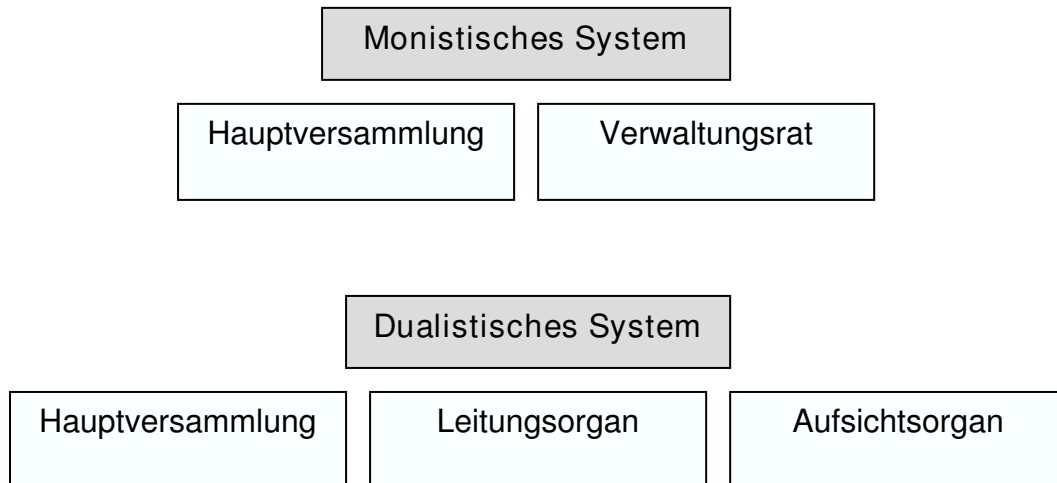 Monistisches System
Hauptversammlung Verwaltungsrat
Dualistisches System
Hauptversammlung Leitungsorgan Aufsichtsorgan